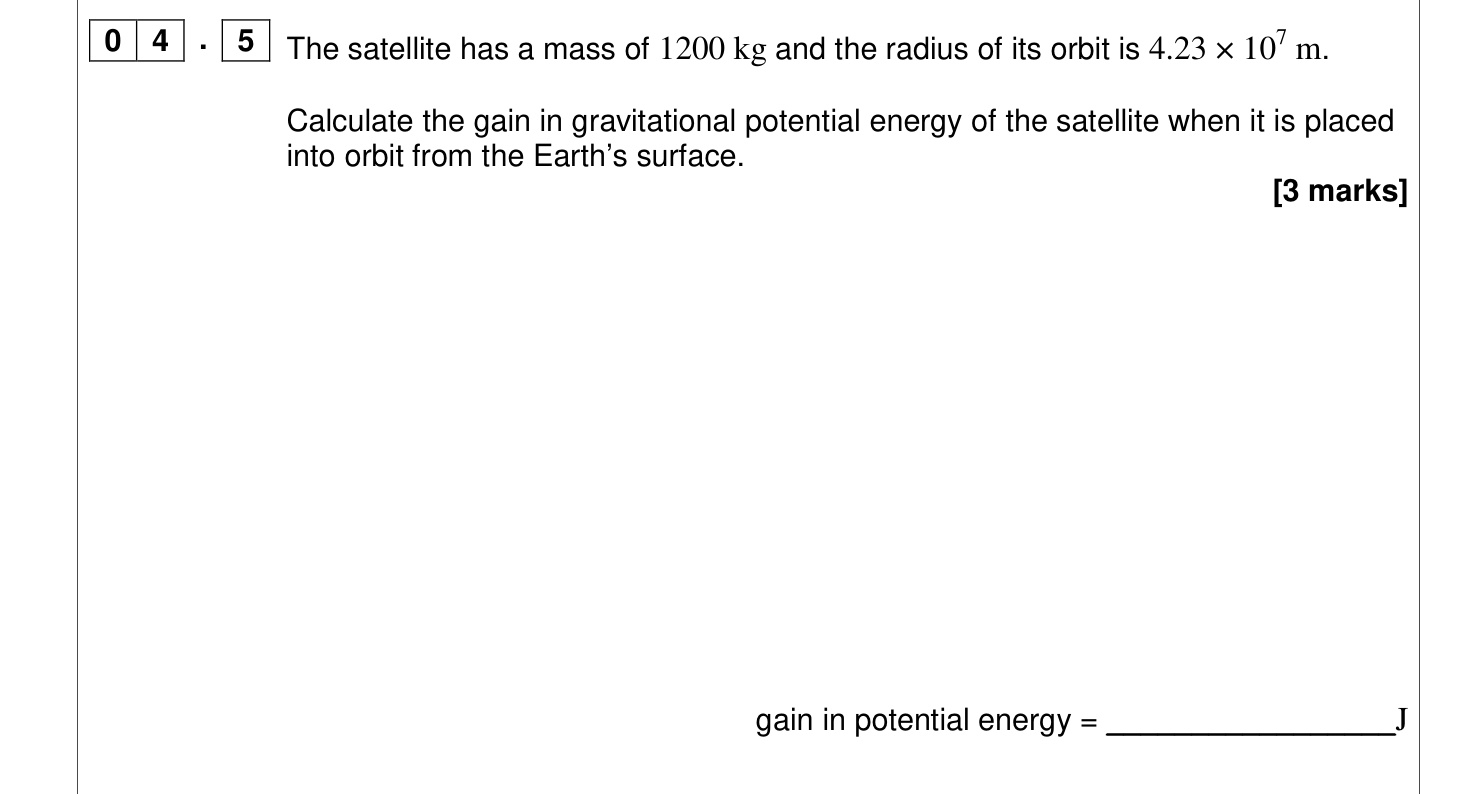 04.5 The satellite has a mass of 1200 kg and the radius of its orbit is 4.23 × 10⁷ m.
Calculate the gain in gravitational potential energy of the satellite when it is placed
into orbit from the Earth’s surface.
[3 marks]
gain in potential energy = ________________J